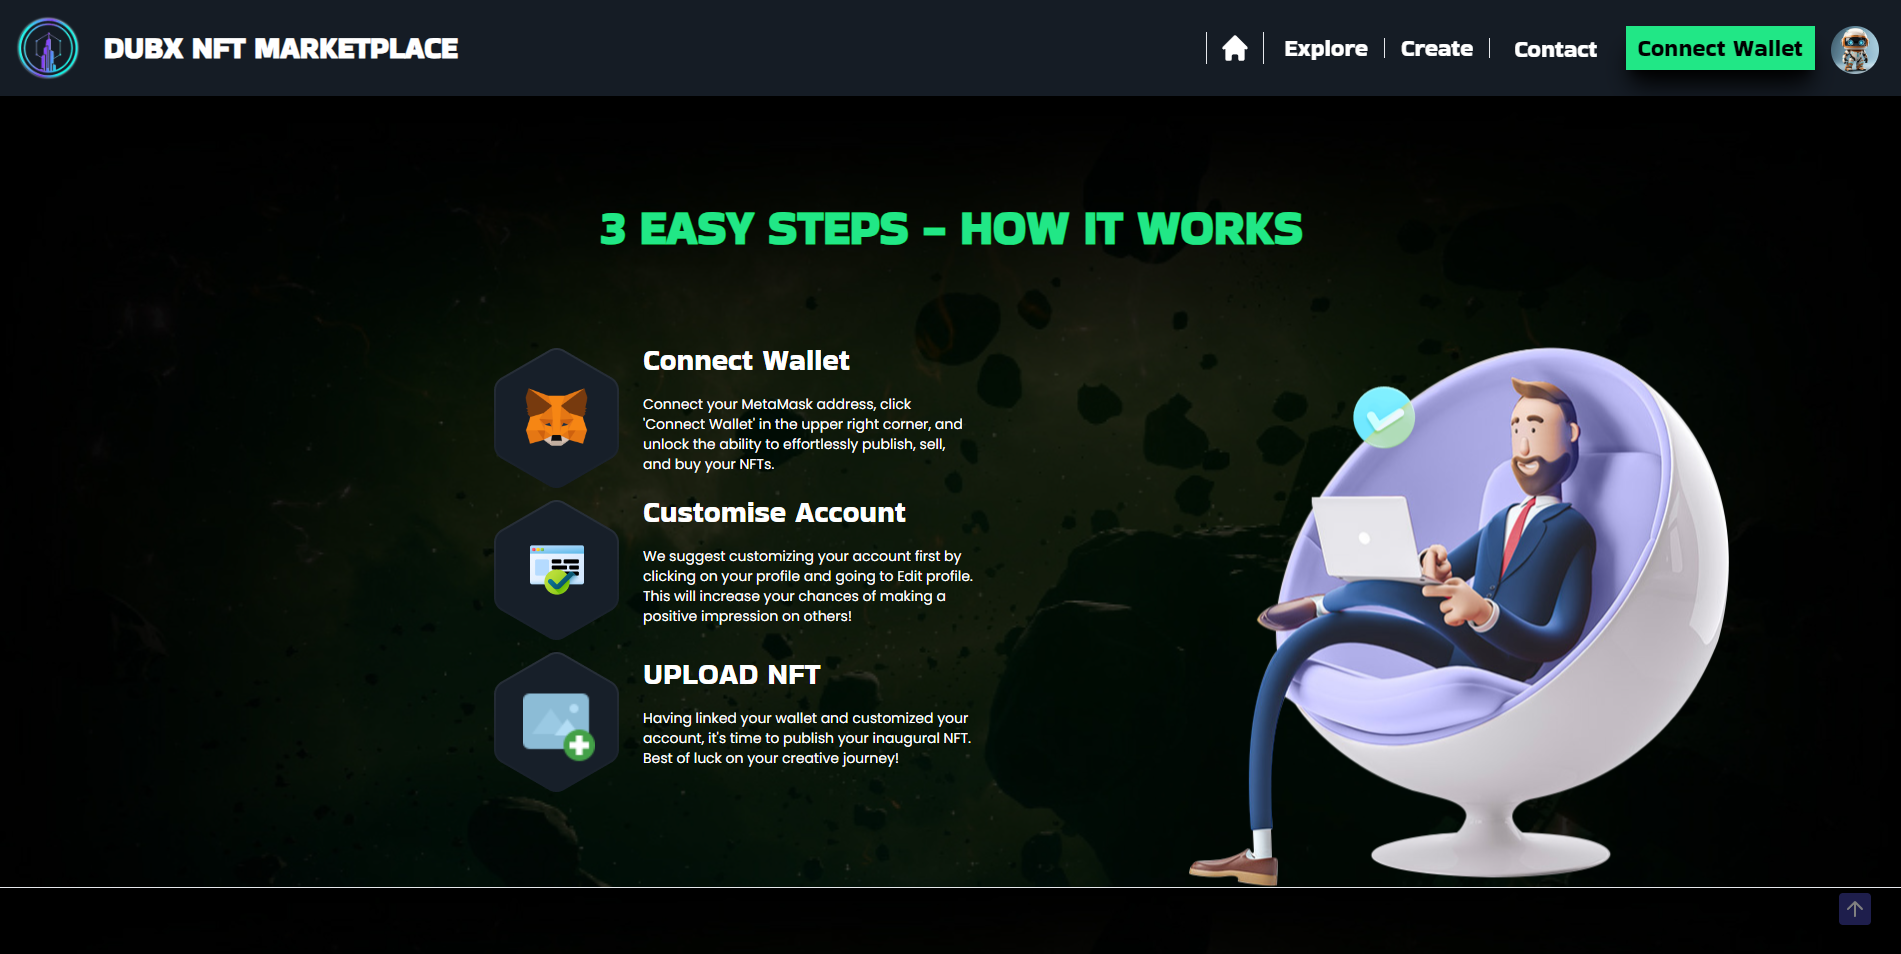 DUBX NFT MARKETPLACE
Explore
Create
Contact
Connect Wallet
3 EASY STEPS - HOW IT WORKS
Connect Wallet
Connect your MetaMask address, click
'Connect Wallet' in the upper right corner, and
unlock the ability to effortlessly publish, sell,
and buy your NFTs.
Customise Account
We suggest customizing your account first by
clicking on your profile and going to Edit profile.
This will increase your chances of making a
positive impression on others!
UPLOAD NFT
Having linked your wallet and customized your
account, it's time to publish your inaugural NFT.
Best of luck on your creative journey!